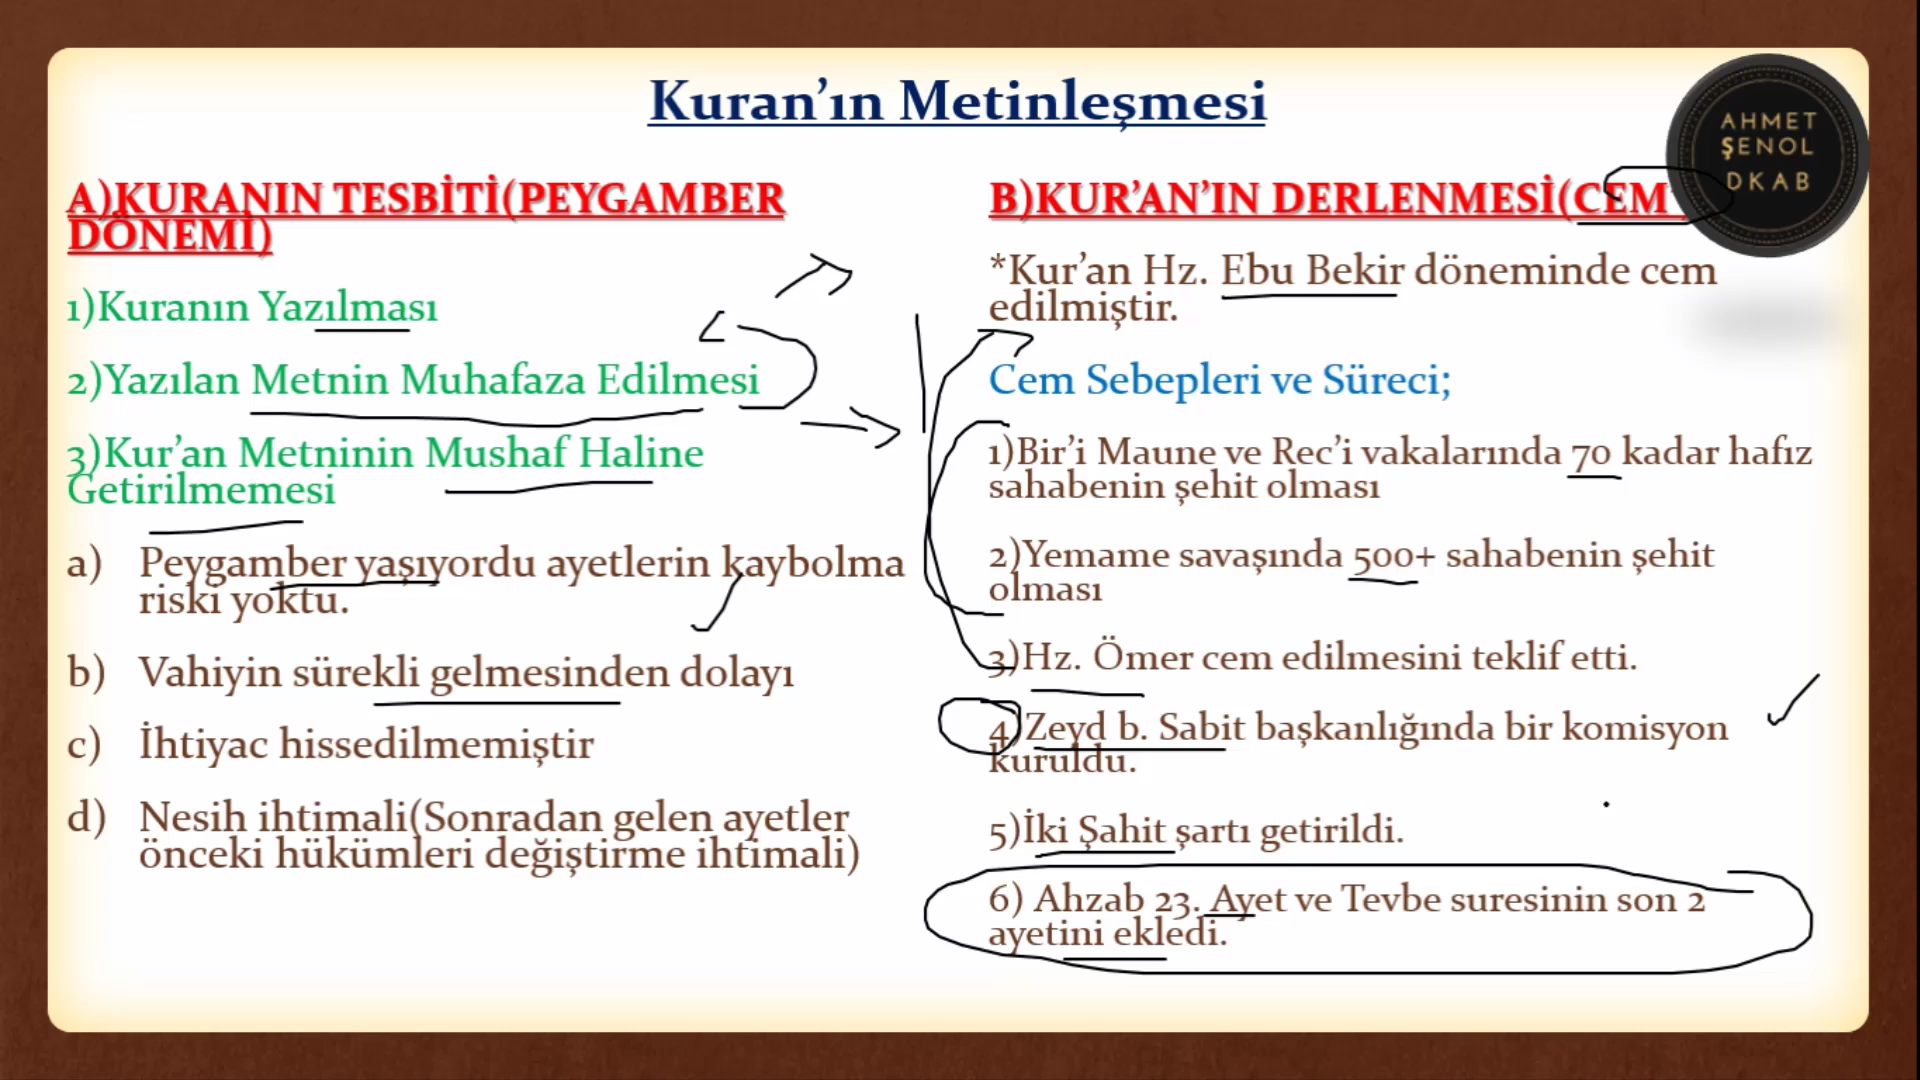 Kuran’ın Metinleşmesi
A)KURANIN TESBİTİ(PEYGAMBER
DÖNEMİ)
1)Kuranın Yazılması
2)Yazılan Metnin Muhafaza Edilmesi
3)Kur’an Metninin Mushaf Haline
Getirilmemesi
a) Peygamber yaşıyordu ayetlerin kaybolma
riski yoktu.
b) Vahiyin sürekli gelmesinden dolayı
c) İhtiyac hissedilmemiştir
d) Nesih ihtimali(Sonradan gelen ayetler
önceki hükümleri değiştirme ihtimali)
B)KUR’AN’IN DERLENMESİ(CEM)
*Kur’an Hz. Ebu Bekir döneminde cem
edilmiştir.
Cem Sebepleri ve Süreci;
1)Bir’i Maune ve Rec’i vakalarında 70 kadar hafız
sahabenin şehit olması
2)Yemame savaşında 500+ sahabenin şehit
olması
3)Hz. Ömer cem edilmesini teklif etti.
4)Zeyd b. Sabit başkanlığında bir komisyon
kuruldu.
5)İki Şahit şartı getirildi.
6) Ahzab 23. Ayet ve Tevbe suresinin son 2
ayetini ekledi.
AHMET
ŞENOL
DKAB